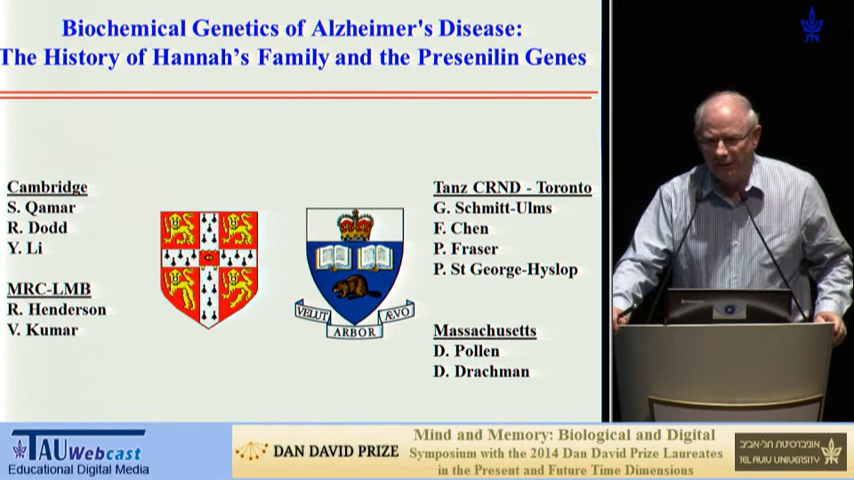 Biochemical Genetics of Alzheimer's Disease:
The History of Hannah's Family and the Presenilin Genes
Cambridge
S. Qamar
R. Dodd
Y. Li
MRC-LMB
R. Henderson
V. Kumar
VELUT
ARBOR
ÆVO
Tanz CRND - Toronto
G. Schmitt-Ulms
F. Chen
P. Fraser
P. St George-Hyslop
Massachusetts
D. Pollen
D. Drachman
TAU Webcast
Educational Digital Media
DAN DAVID PRIZE
Mind and Memory: Biological and Digital
Symposium with the 2014 Dan David Prize Laureates
in the Present and Future Time Dimensions
אוניברסיטת תל-אביב
TEL AVIV UNIVERSITY